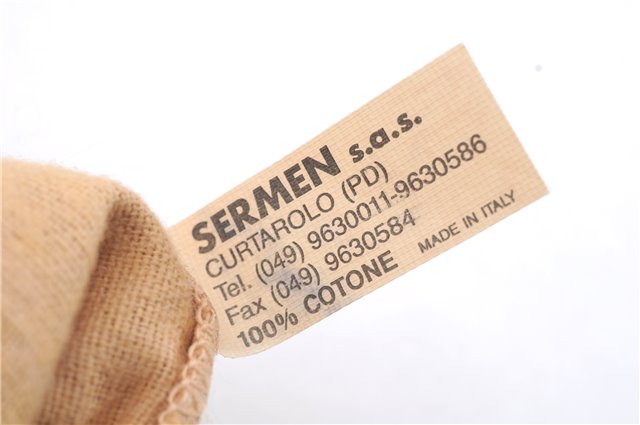 SERMEN s.a.s.
CURTAROLO (PD)
Tel. (049) 9630011-9630586
Fax (049) 9630584
100% COTONE MADE IN ITALY